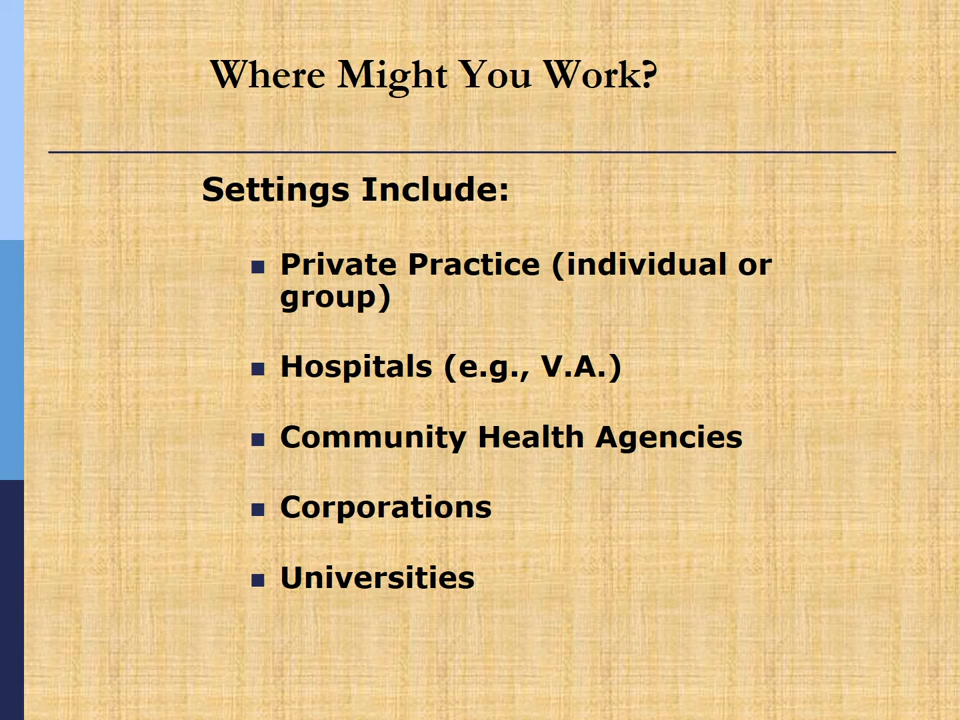 Where Might You Work?
Settings Include:
■ Private Practice (individual or
group)
■ Hospitals (e.g., V.A.)
■ Community Health Agencies
■ Corporations
■ Universities